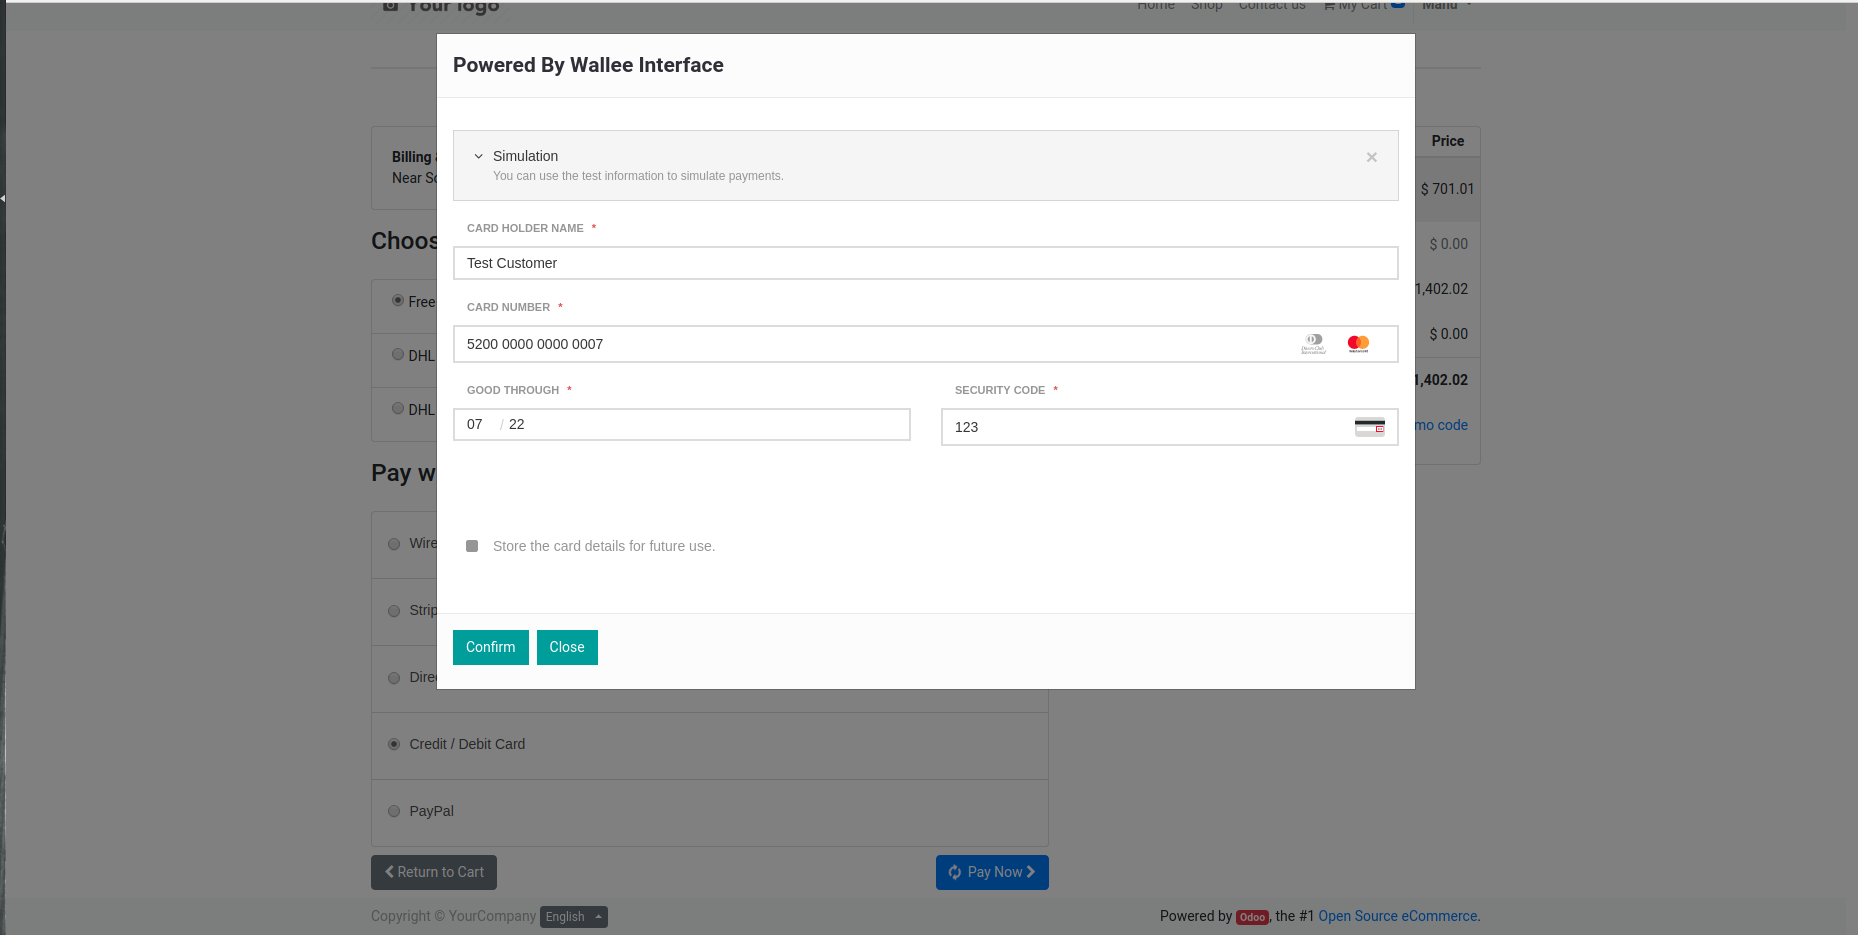 Your logo
Home Shop Contact us My Cart Manu
Powered By Wallee Interface
Simulation
You can use the test information to simulate payments.
CARD HOLDER NAME *
Test Customer
CARD NUMBER *
5200 0000 0000 0007
GOOD THROUGH *
07 / 22
SECURITY CODE *
123
Store the card details for future use.
Confirm Close
Billing
Near
Choos
Free
DHL
DHL
Price
$ 701.01
$ 0.00
1,402.02
$ 0.00
1,402.02
mo code
Pay w
Wire
Strip
Direc
Credit / Debit Card
PayPal
Return to Cart
Pay Now
Copyright © YourCompany English
Powered by Odoo, the #1 Open Source eCommerce.